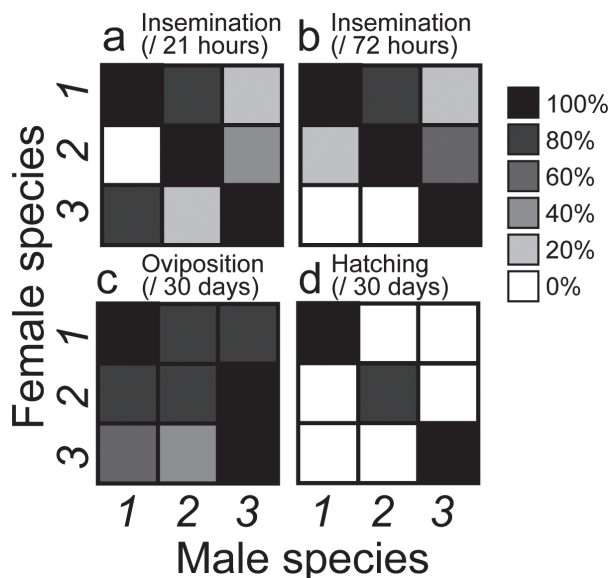 a Insemination
(/ 21 hours)
b Insemination
(/ 72 hours)
1
2
3
100%
80%
60%
40%
20%
0%
c Oviposition
(/ 30 days)
d Hatching
(/ 30 days)
1
2
3
Female species
1 2 3 1 2 3
Male species